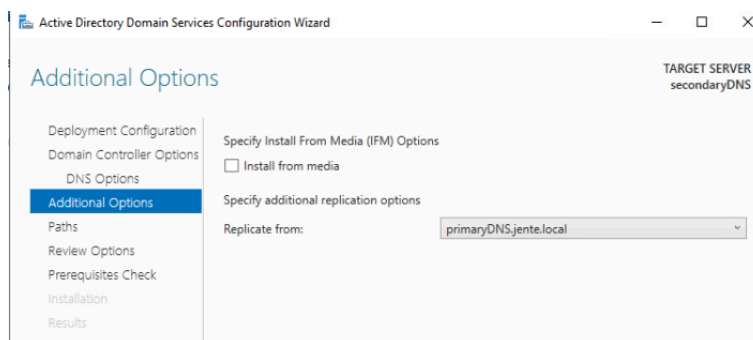 Active Directory Domain Services Configuration Wizard
Additional Options
TARGET SERVER
secondaryDNS
Deployment Configuration
Domain Controller Options
DNS Options
Additional Options
Paths
Review Options
Prerequisites Check
Installation
Results
Specify Install From Media (IFM) Options
Install from media
Specify additional replication options
Replicate from: primaryDNS.jente.local